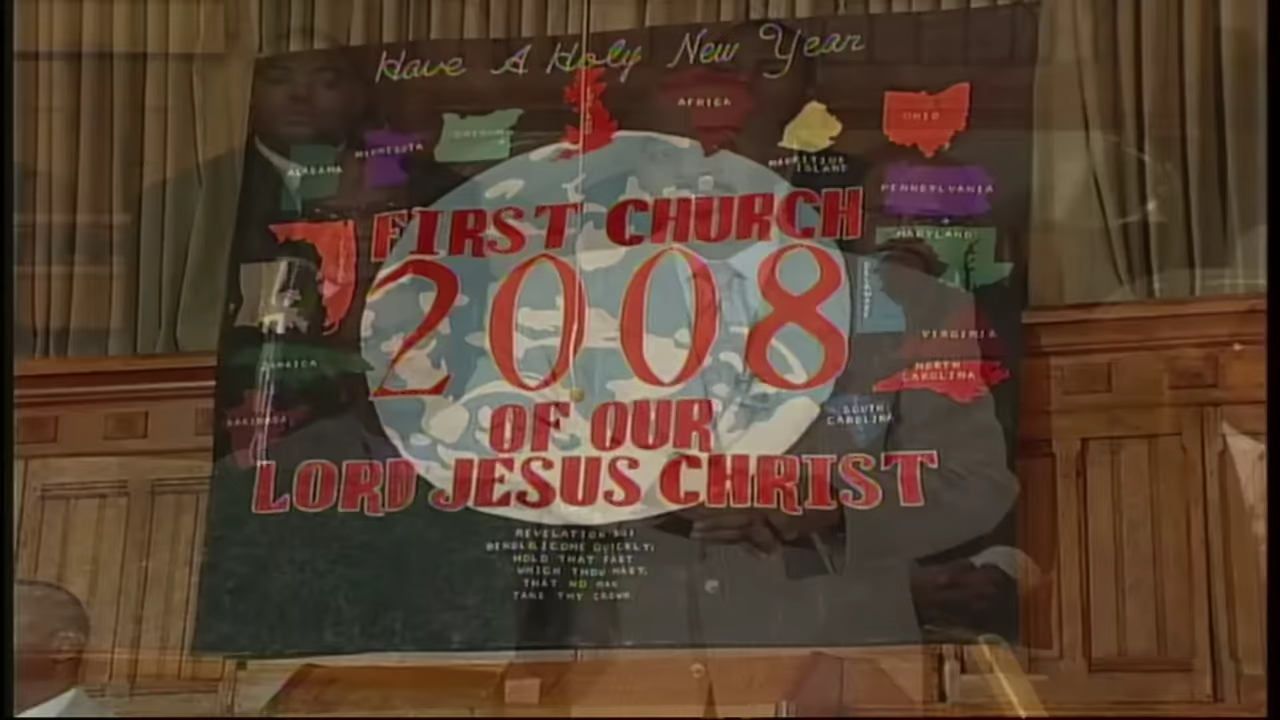 Have A Holy New Year
AFRICA
OHIO
MINNESOTA
ALABAMA
MAURITIUS
ISLAND
PENNSYLVANIA
FIRST CHURCH
MARYLAND
2008
VIRGINIA
JAMAICA
NORTH
CAROLINA
SOUTH
CAROLINA
OF OUR
LORD JESUS CHRIST
REVELATION 3:11
BEHOLD, I COME QUICKLY:
HOLD THAT FAST
WHICH THOU HAST,
THAT NO MAN
TAKE THY CROWN.